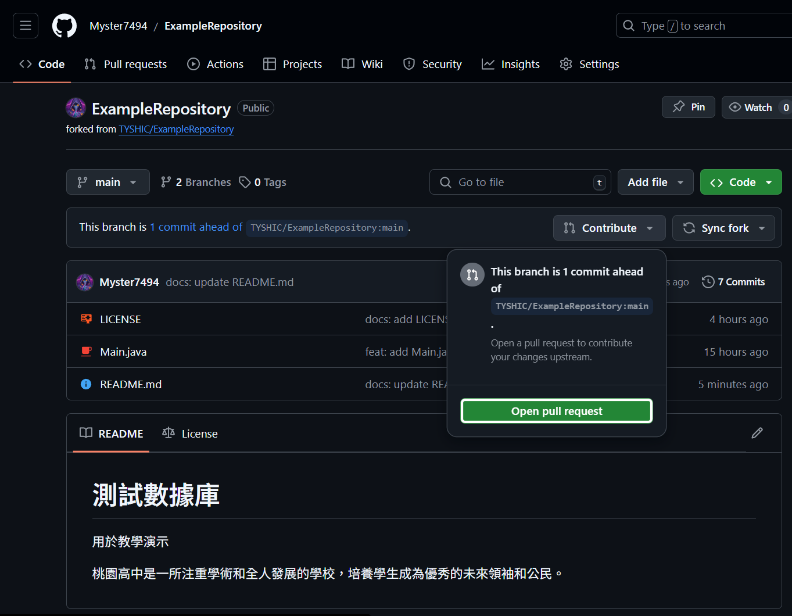 Myster7494 / ExampleRepository
Type / to search
Code
Pull requests
Actions
Projects
Wiki
Security
Insights
Settings
ExampleRepository Public
Pin
Watch 0
forked from TYSHIC/ExampleRepository
main
2 Branches
0 Tags
Go to file t
Add file
Code
This branch is 1 commit ahead of TYSHIC/ExampleRepository:main .
Contribute
Sync fork
Myster7494 docs: update README.md
s ago
7 Commits
LICENSE docs: add LICEN 4 hours ago
Main.java feat: add Main.ja 15 hours ago
README.md docs: update REA 5 minutes ago
This branch is 1 commit ahead
of
TYSHIC/ExampleRepository:main
.
Open a pull request to contribute
your changes upstream.
Open pull request
README
License
測試數據庫
用於教學演示
桃園高中是一所注重學術和全人發展的學校，培養學生成為優秀的未來領袖和公民。